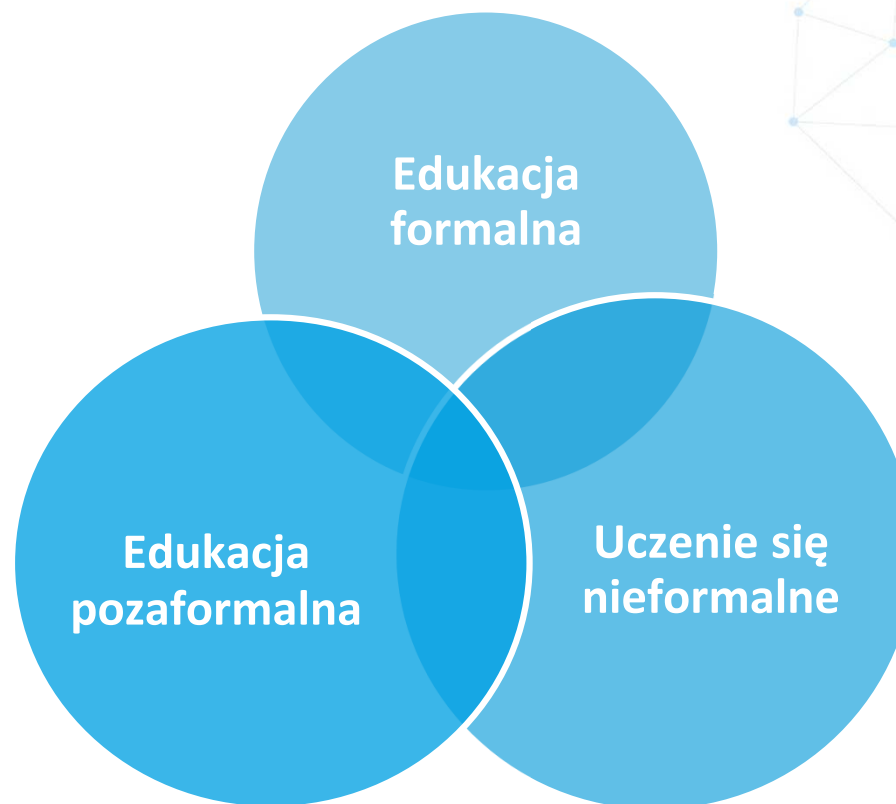 Edukacja
formalna
Edukacja
pozaformalna
Uczenie się
nieformalne